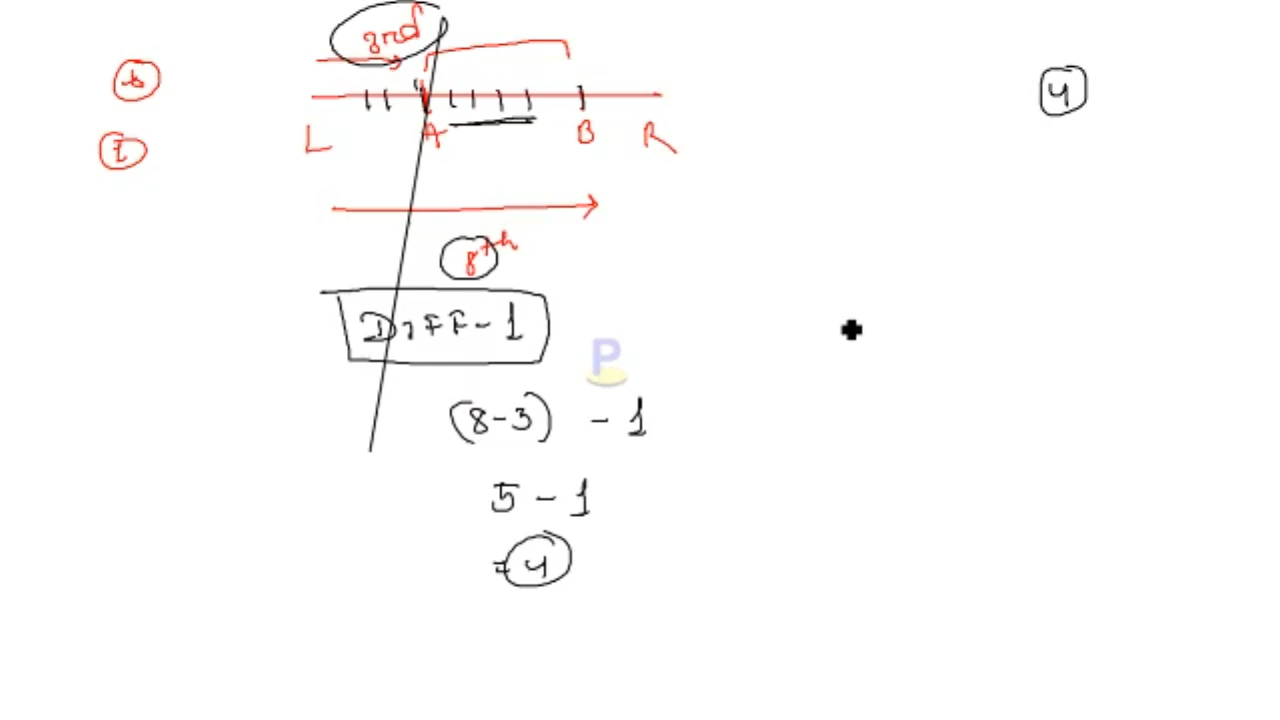 3rd
4
L A B R
8th
DIFF-1
P
(8-3) - 1
5 - 1
= 4